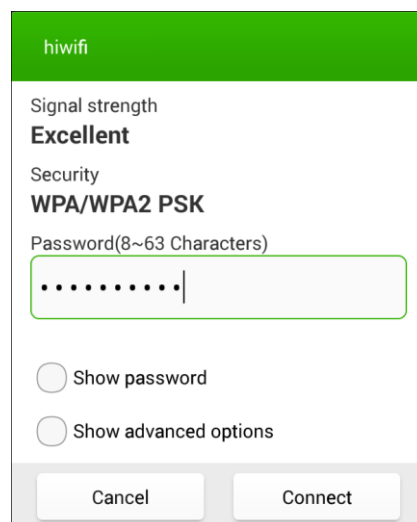 hiwifi
Signal strength
Excellent
Security
WPA/WPA2 PSK
Password(8~63 Characters)
••••••••••
Show password
Show advanced options
Cancel Connect